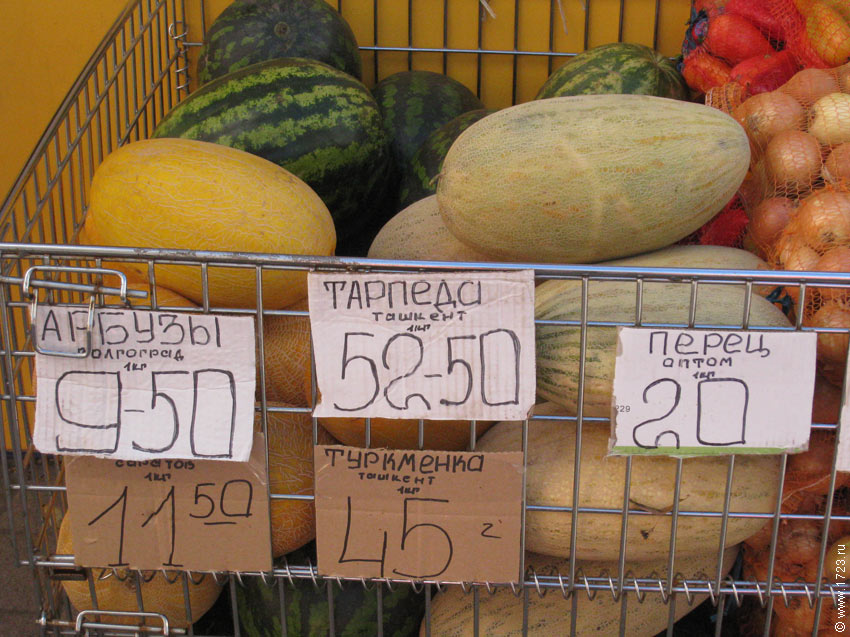 АРБУЗЫ
ВОЛГОГРАД
1кг
9-50
САРАТОВ
1кг
11 50
ТАРПЕДА
ТАШКЕНТ
1кг
52-50
ТУРКМЕНКА
ТАШКЕНТ
1кг
45 г
ПЕРЕЦ
ОПТОМ
1кг
229
20
© www.1723.ru